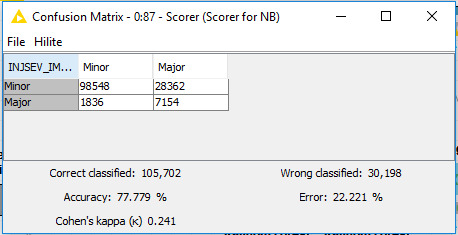 Confusion Matrix - 0:87 - Scorer (Scorer for NB)
File Hilite
INJSEV_IM... Minor Major
Minor 98548 28362
Major 1836 7154
Correct classified: 105,702 Wrong classified: 30,198
Accuracy: 77.779 % Error: 22.221 %
Cohen's kappa (κ) 0.241